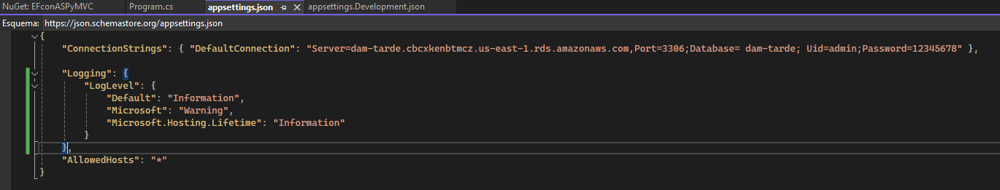 NuGet: EFconASPyMVC
Program.cs
appsettings.json
appsettings.Development.json
Esquema: https://json.schemastore.org/appsettings.json
{
"ConnectionStrings": { "DefaultConnection": "Server=dam-tarde.cbcxkenbtmcz.us-east-1.rds.amazonaws.com,Port=3306;Database= dam-tarde; Uid=admin;Password=12345678" },
"Logging": {
"LogLevel": {
"Default": "Information",
"Microsoft": "Warning",
"Microsoft.Hosting.Lifetime": "Information"
}
},
"AllowedHosts": "*"
}